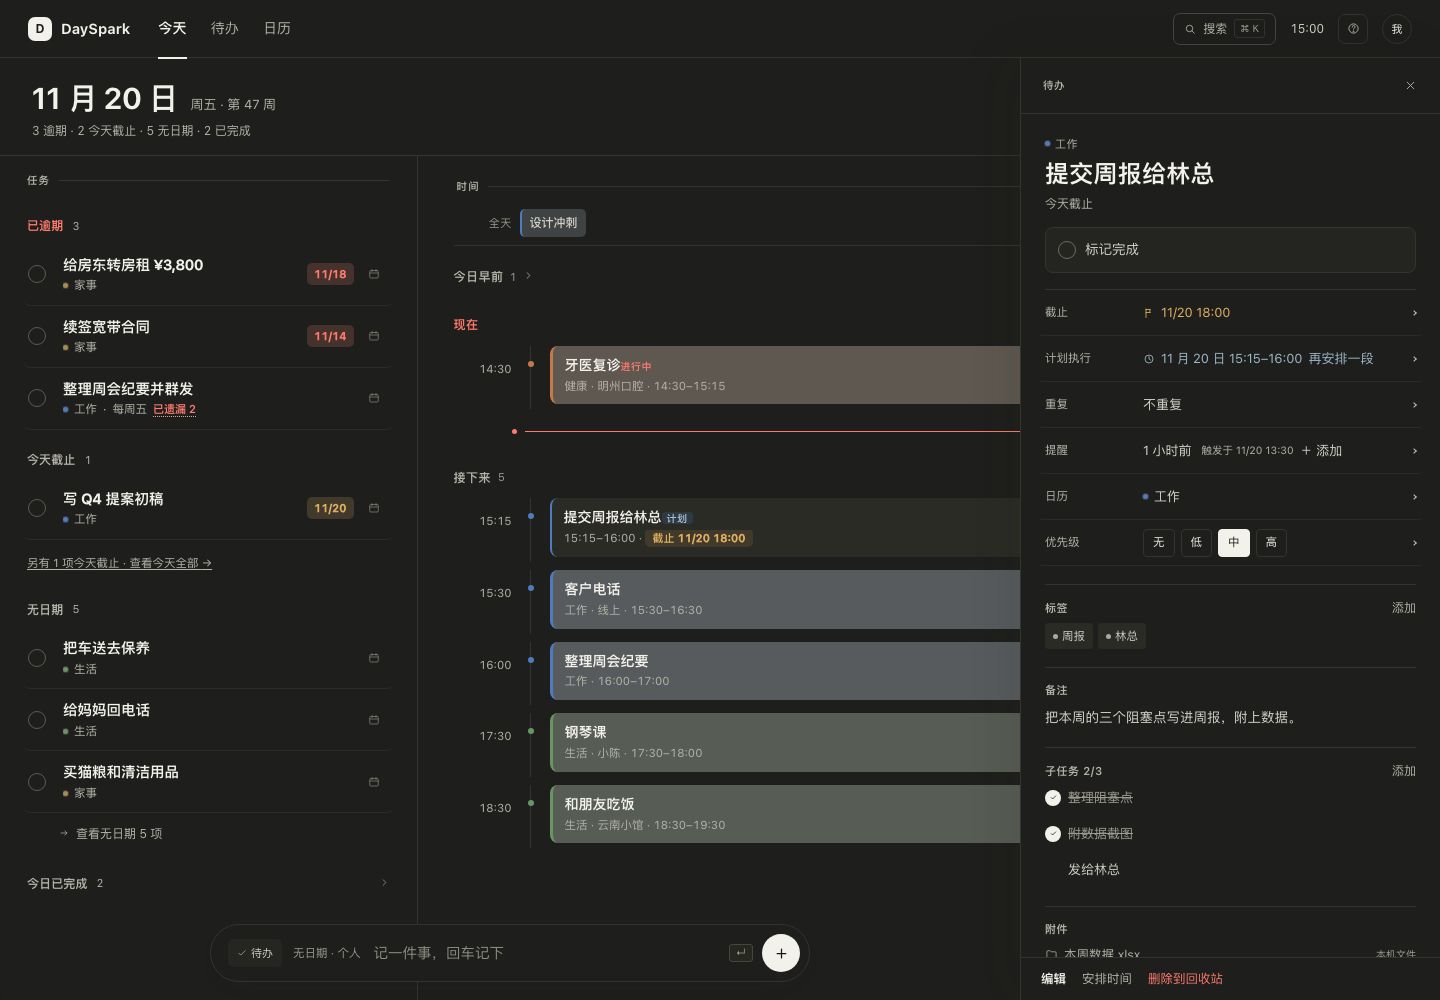 D DaySpark 今天 待办 日历
搜索 ⌘ K 15:00 我
11 月 20 日 周五 · 第 47 周
3 逾期 · 2 今天截止 · 5 无日期 · 2 已完成
任务
已逾期 3
给房东转房租 ¥3,800
家事
11/18
续签宽带合同
家事
11/14
整理周会纪要并群发
工作 · 每周五 已遗漏 2
今天截止 1
写 Q4 提案初稿
工作
11/20
另有 1 项今天截止 · 查看今天全部 →
无日期 5
把车送去保养
生活
给妈妈回电话
生活
买猫粮和清洁用品
家事
→ 查看无日期 5 项
今日已完成 2
时间
全天 设计冲刺
今日早前 1
现在
14:30
牙医复诊进行中
健康 · 明州口腔 · 14:30–15:15
接下来 5
15:15
提交周报给林总计划
15:15–16:00 · 截止 11/20 18:00
15:30
客户电话
工作 · 线上 · 15:30–16:30
16:00
整理周会纪要
工作 · 16:00–17:00
17:30
钢琴课
生活 · 小陈 · 17:30–18:00
18:30
和朋友吃饭
生活 · 云南小馆 · 18:30–19:30
待办 无日期 · 个人 记一件事，回车记下
待办
工作
提交周报给林总
今天截止
标记完成
截止 11/20 18:00
计划执行 11 月 20 日 15:15–16:00 再安排一段
重复 不重复
提醒 1 小时前 触发于 11/20 13:30 + 添加
日历 工作
优先级 无 低 中 高
标签 添加
周报 林总
备注
把本周的三个阻塞点写进周报，附上数据。
子任务 2/3 添加
整理阻塞点
附数据截图
发给林总
附件
本周数据.xlsx 本机文件
编辑 安排时间 删除到回收站